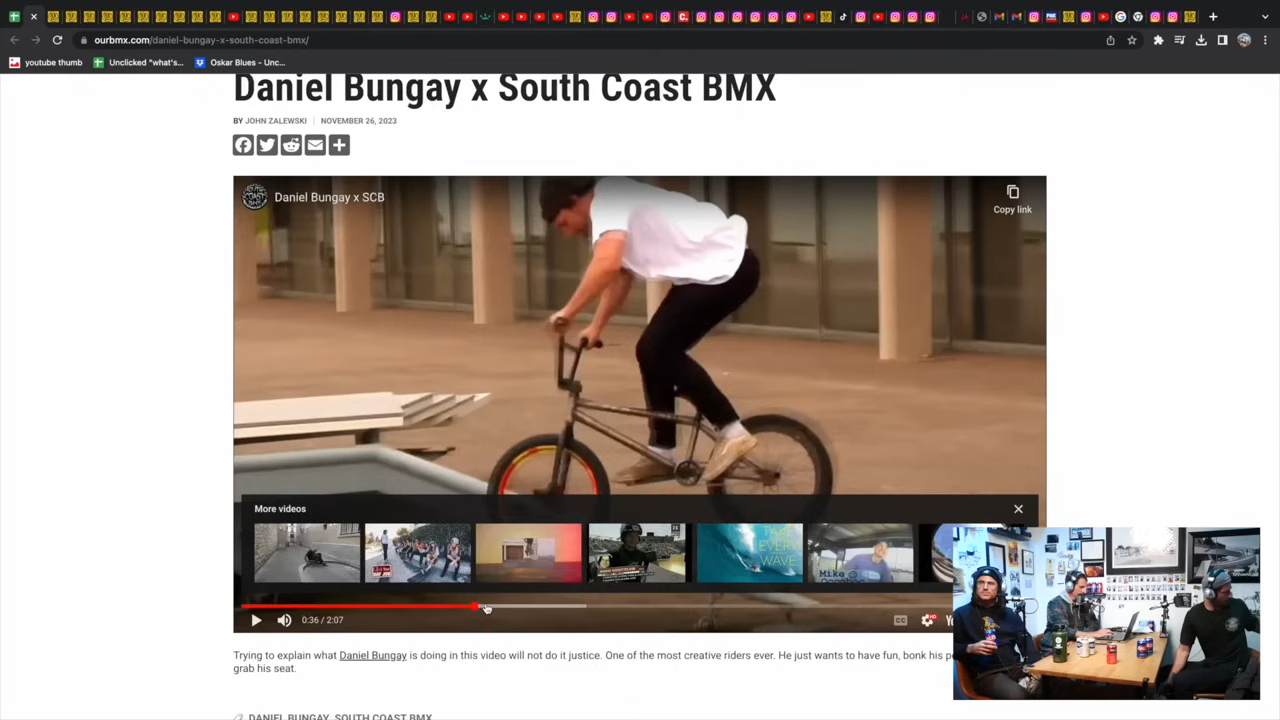 ourbmx.com/daniel-bungay-x-south-coast-bmx/
youtube thumb
Unclicked "what's...
Oskar Blues - Unc...
Daniel Bungay x South Coast BMX
BY JOHN ZALEWSKI
NOVEMBER 26, 2023
Daniel Bungay x SCB
Copy link
More videos
TAKE
EVERY
WAVE
0:36 / 2:07
Trying to explain what Daniel Bungay is doing in this video will not do it justice. One of the most creative riders ever. He just wants to have fun, bonk his
grab his seat.
DANIEL BUNGAY, SOUTH COAST BMX